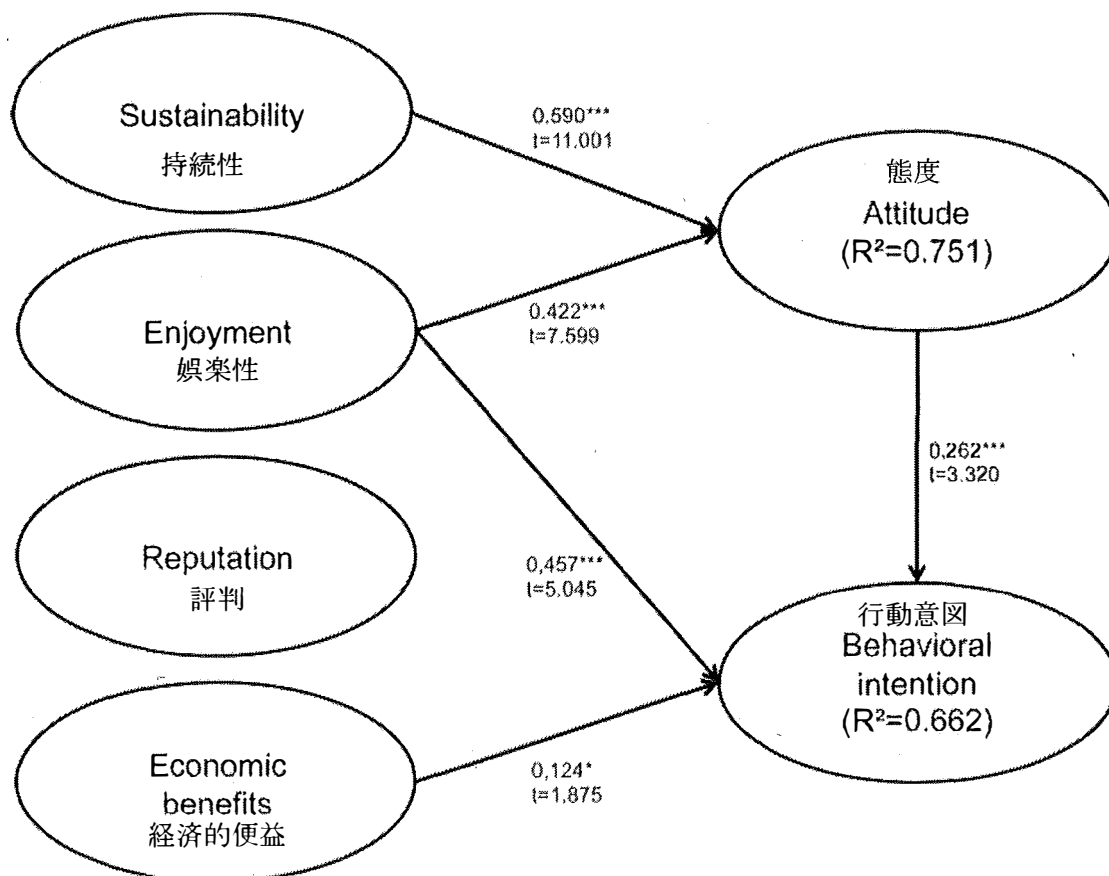 Sustainability
持続性
0.590***
t=11.001
態度
Attitude
(R²=0.751)
Enjoyment
娯楽性
0.422***
t=7.599
0,262***
t=3.320
Reputation
評判
0,457***
t=5.045
行動意図
Behavioral
intention
(R²=0.662)
Economic
benefits
経済的便益
0,124*
t=1,875